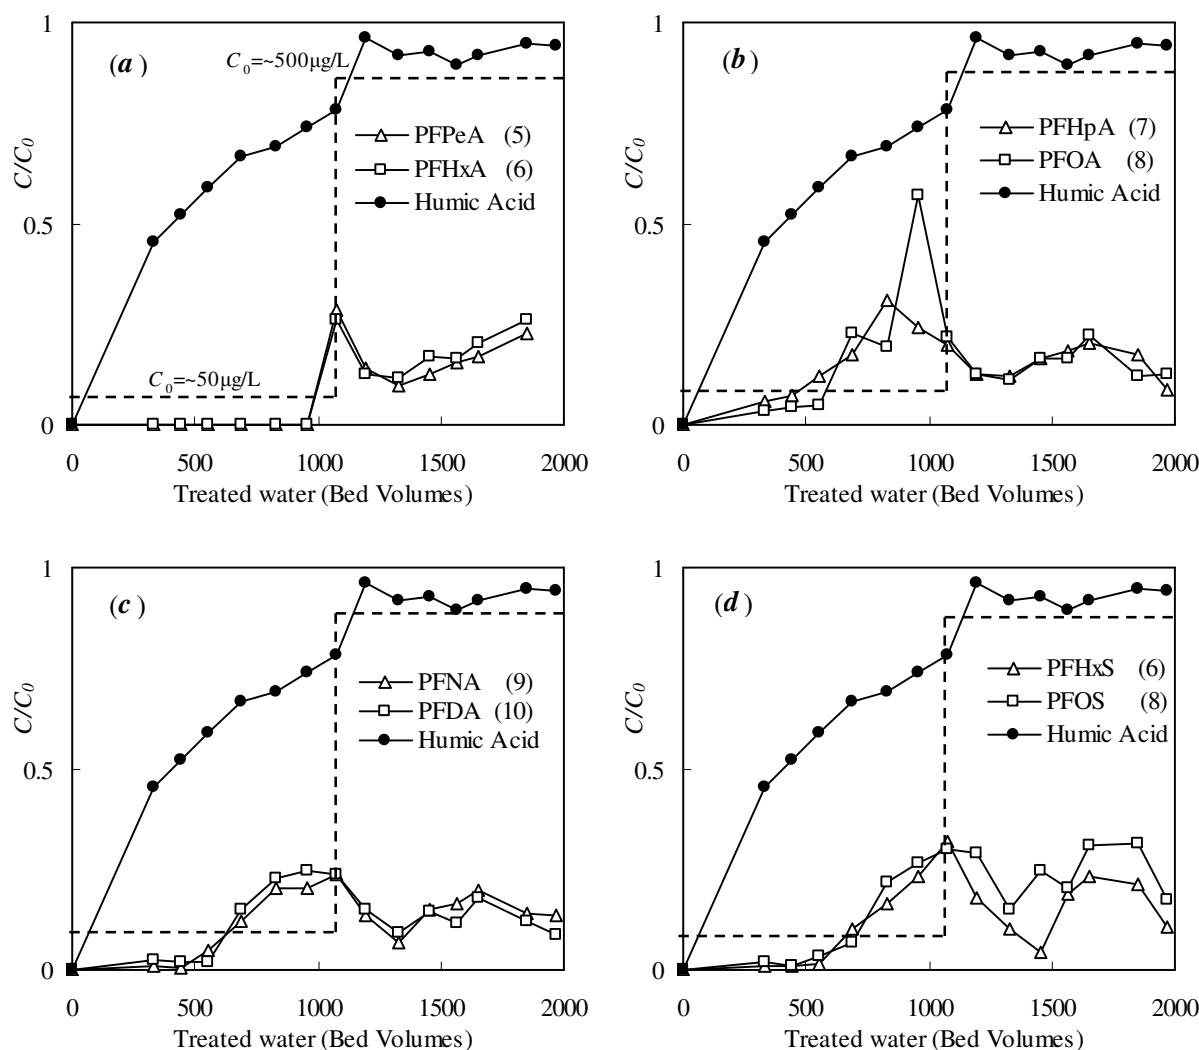 1
(a)
C0=~500µg/L
PFPeA (5)
PFHxA (6)
Humic Acid
C/C0
0.5
C0=~50µg/L
0
0 500 1000 1500 2000
Treated water (Bed Volumes)
1
(b)
PFHpA (7)
PFOA (8)
Humic Acid
C/C0
0.5
0
0 500 1000 1500 2000
Treated water (Bed Volumes)
1
(c)
PFNA (9)
PFDA (10)
Humic Acid
C/C0
0.5
0
0 500 1000 1500 2000
Treated water (Bed Volumes)
1
(d)
PFHxS (6)
PFOS (8)
Humic Acid
C/C0
0.5
0
0 500 1000 1500 2000
Treated water (Bed Volumes)